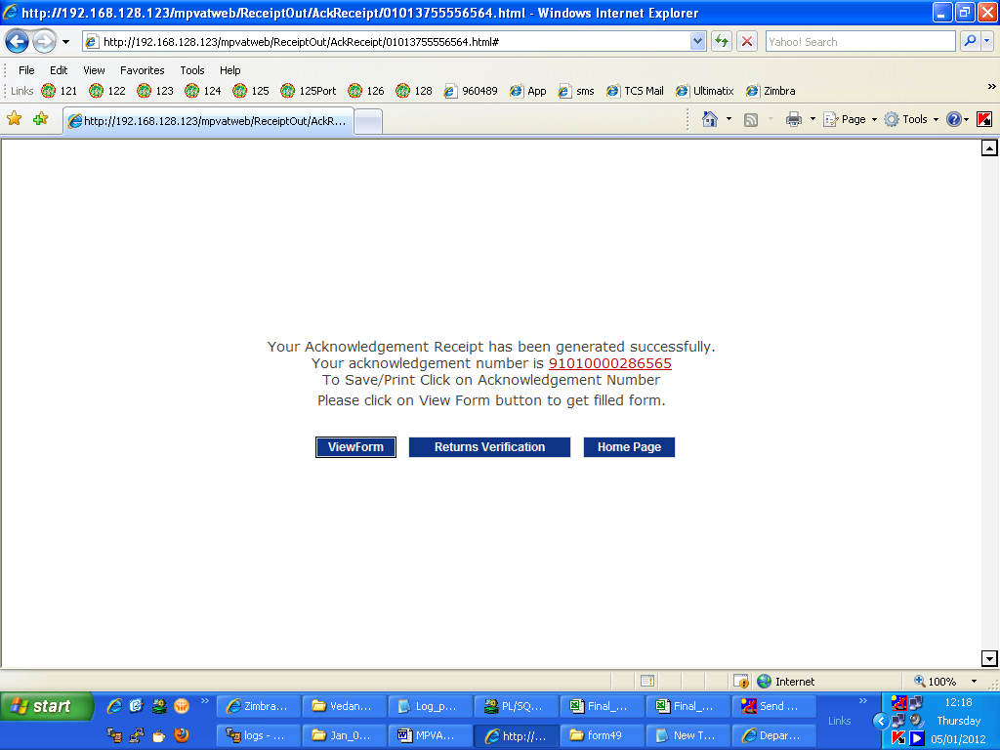 http://192.168.128.123/mpvatweb/ReceiptOut/AckReceipt/01013755556564.html - Windows Internet Explorer
http://192.168.128.123/mpvatweb/ReceiptOut/AckReceipt/01013755556564.html# Yahoo! Search
File Edit View Favorites Tools Help
Links 121 122 123 124 125 125Port 126 128 960489 App sms TCS Mail Ultimatix Zimbra »
http://192.168.128.123/mpvatweb/ReceiptOut/AckR... Page Tools
Your Acknowledgement Receipt has been generated successfully.
Your acknowledgement number is 91010000286565
To Save/Print Click on Acknowledgement Number
Please click on View Form button to get filled form.
ViewForm Returns Verification Home Page
Internet 100%
start » Zimbra... Vedan... Log_p... PL/SQ... Final_... Final_... Send ... » 12:18
Links Thursday
logs - ... Jan_0... MPVA... http://... form49 New T... Depar... 05/01/2012